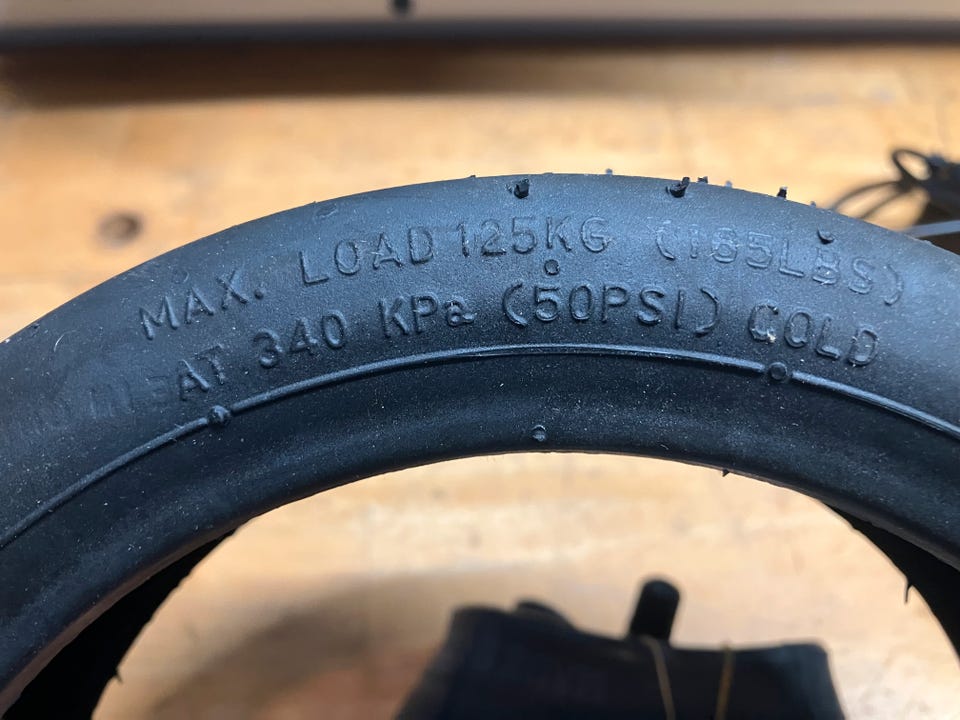 MAX. LOAD 125KG (185LBS)
AT 340 KPa (50PSI) COLD